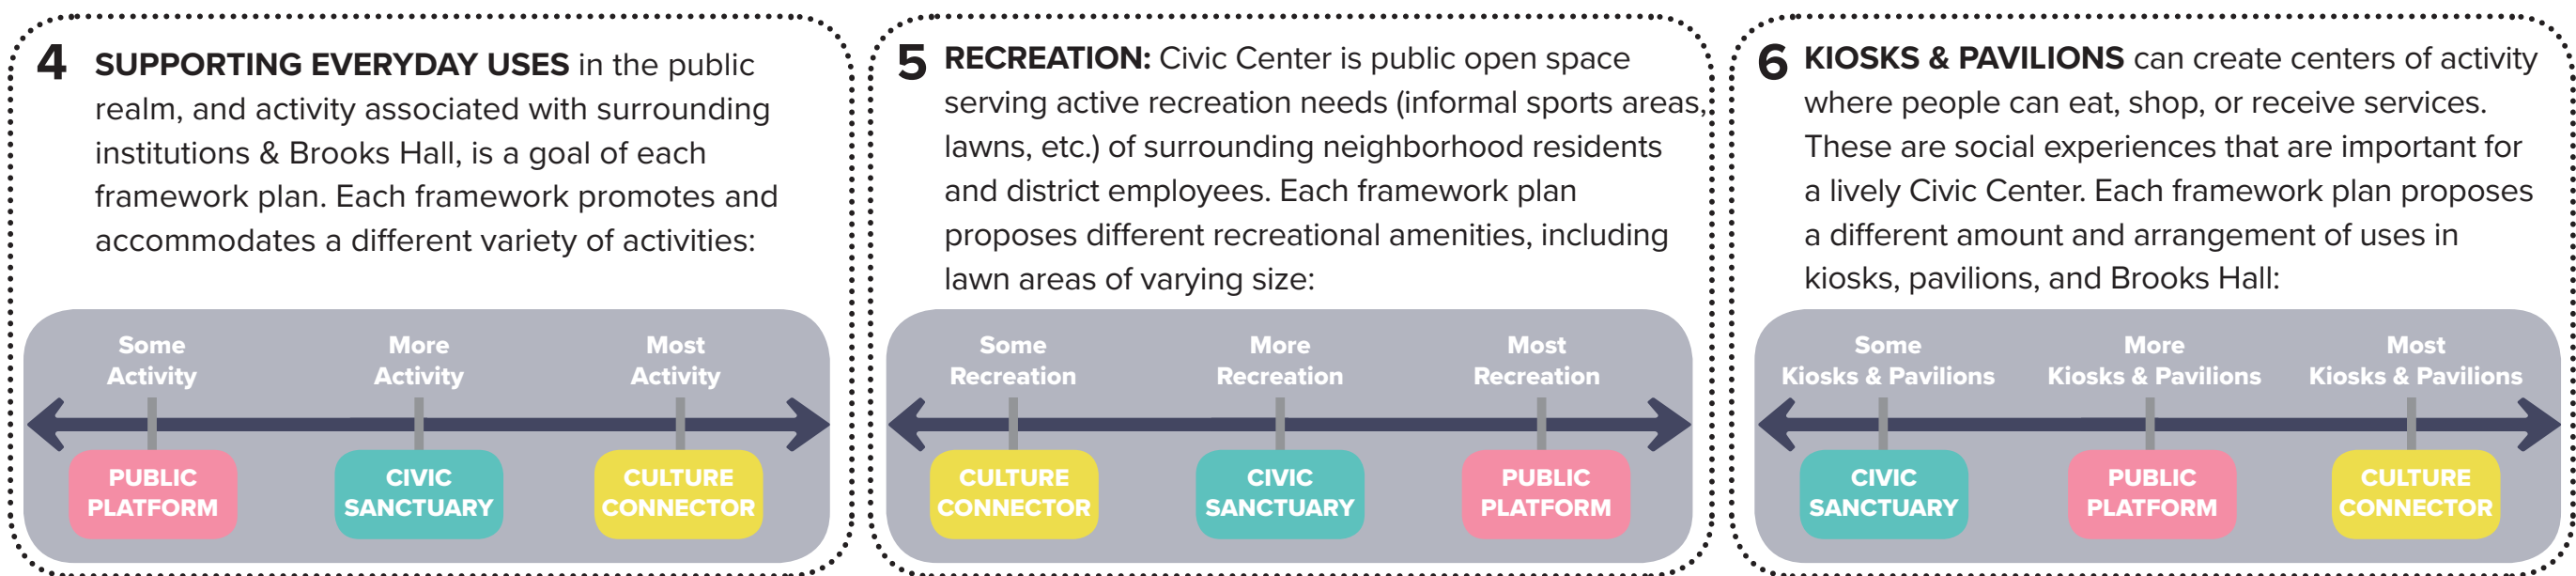 4 SUPPORTING EVERYDAY USES in the public
realm, and activity associated with surrounding
institutions & Brooks Hall, is a goal of each
framework plan. Each framework promotes and
accommodates a different variety of activities:
Some
Activity
More
Activity
Most
Activity
PUBLIC
PLATFORM
CIVIC
SANCTUARY
CULTURE
CONNECTOR
5 RECREATION: Civic Center is public open space
serving active recreation needs (informal sports areas,
lawns, etc.) of surrounding neighborhood residents
and district employees. Each framework plan
proposes different recreational amenities, including
lawn areas of varying size:
Some
Recreation
More
Recreation
Most
Recreation
CULTURE
CONNECTOR
CIVIC
SANCTUARY
PUBLIC
PLATFORM
6 KIOSKS & PAVILIONS can create centers of activity
where people can eat, shop, or receive services.
These are social experiences that are important for
a lively Civic Center. Each framework plan proposes
a different amount and arrangement of uses in
kiosks, pavilions, and Brooks Hall:
Some
Kiosks & Pavilions
More
Kiosks & Pavilions
Most
Kiosks & Pavilions
CIVIC
SANCTUARY
PUBLIC
PLATFORM
CULTURE
CONNECTOR